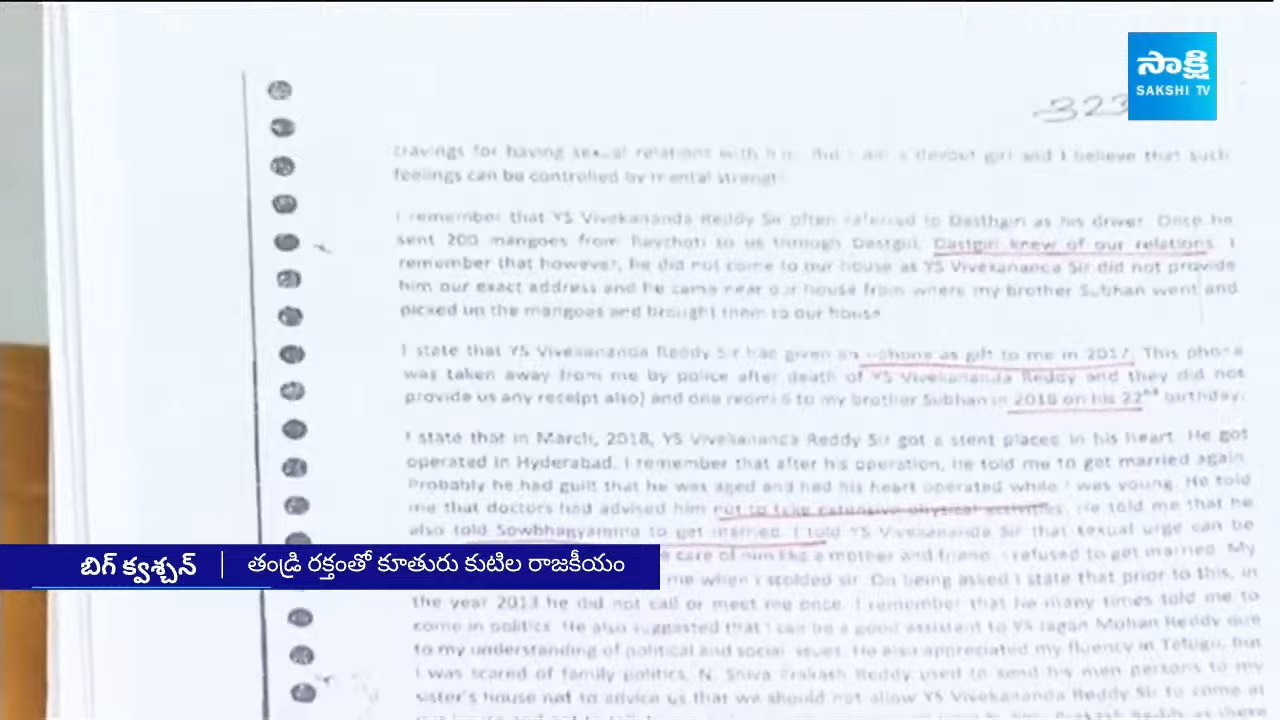 సాక్షి
SAKSHI TV
323
cravings for having sexual relations with him. But I am a devout girl and I believe that such
feelings can be controlled by mental strengt
I remember that YS Vivekananda Reddy Sir often referred to Dasthgiri as his driver. Once he
sent 200 mangoes from Raychoti to us through Dastgiri. Dastgiri knew of our relations. I
remember that however, he did not come to our house as YS Vivekananda Sir did not provide
him our exact address and he came near our house from where my brother Subhan went and
picked up the mangoes and brought them to our house
I state that YS Vivekananda Reddy Sir had given an iphone as gift to me in 2017. This phone
was taken away from me by police after death of YS Vivekananda Reddy and they did not
provide us any receipt also) and one redmi 6 to my brother Subhan in 2018 on his 22nd birthday.
I state that in March, 2018, YS Vivekananda Reddy Sir got a stent placed in his heart. He got
operated in Hyderabad. I remember that after his operation, he told me to get married again.
Probably he had guilt that he was aged and had his heart operated while I was young. He told
me that doctors had advised him not to take extensive physical activities. He told me that he
also told Sowbhagyamma to get married. I told YS Vivekananda Sir that sexual urge can be
care of him like a mother and friend. I refused to get married. My
బిగ్ క్వశ్చన్ | తండ్రి రక్తంతో కూతురు కుటిల రాజకీయం
me when I scolded sir. On being asked I state that prior to this, in
the year 2013 he did not call or meet me once. I remember that he many times told me to
come in politics. He also suggested that I can be a good assistant to YS Jagan Mohan Reddy due
to my understanding of political and social issues. He also appreciated my fluency in Telugu, but
I was scared of family politics. N. Shiva Prakash Reddy used to send his men persons to my
sister's house not to advice us that we should not allow YS Vivekananda Reddy Sir to come at